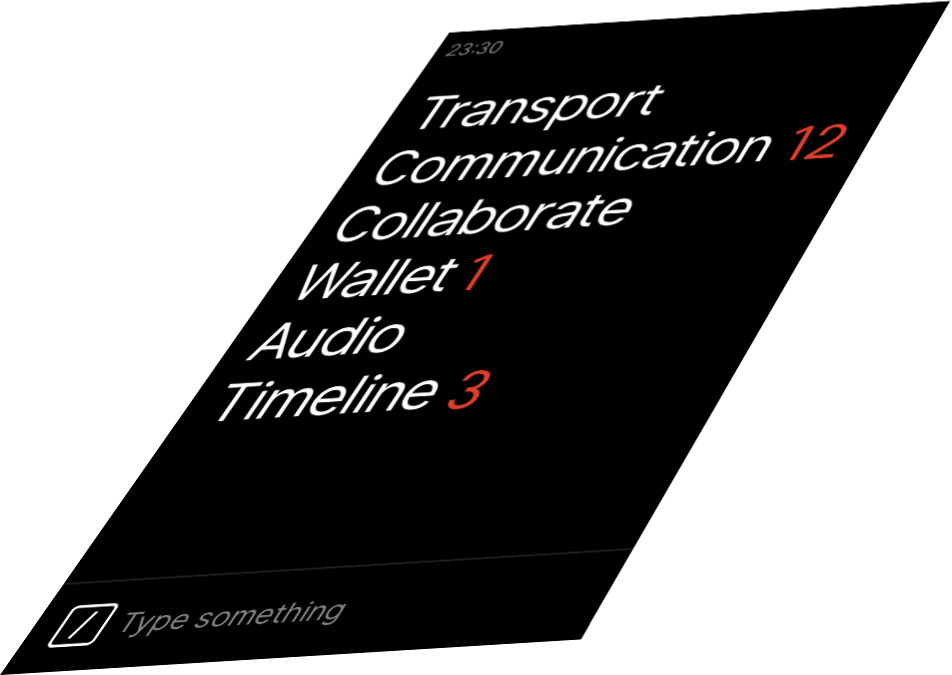 23:30
Transport
Communication 12
Collaborate
Wallet 1
Audio
Timeline 3
/ Type something